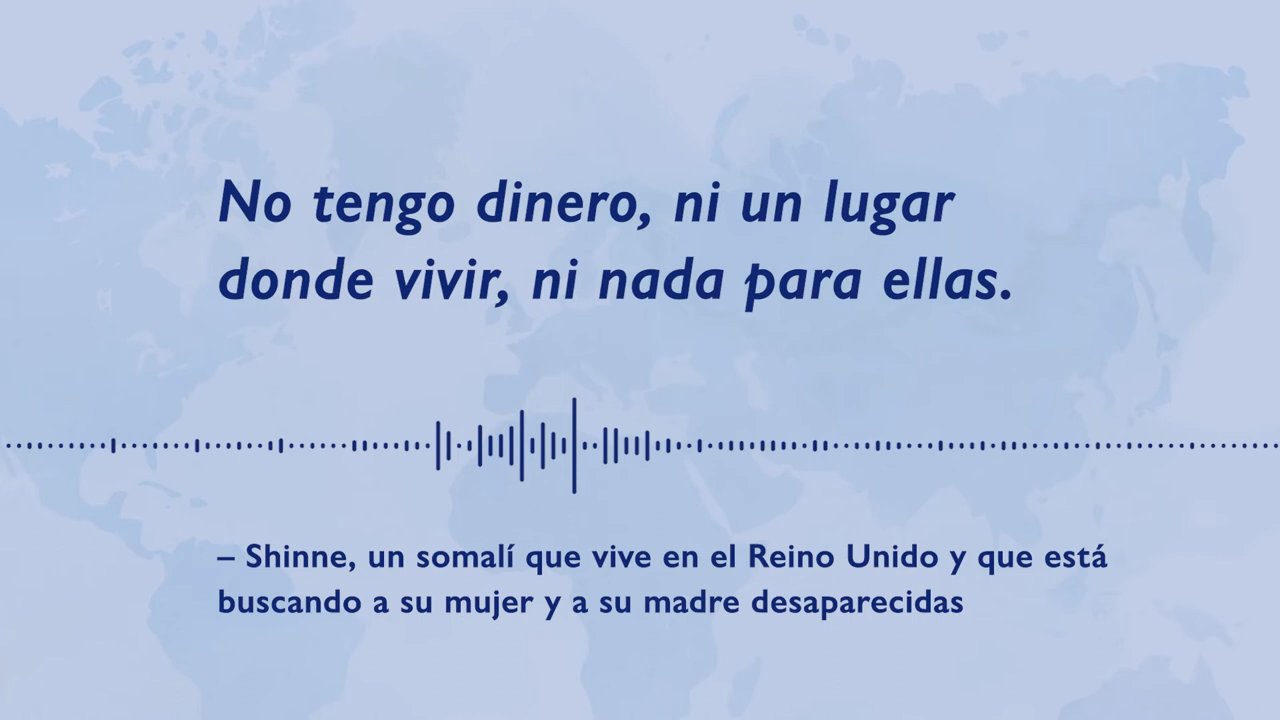 No tengo dinero, ni un lugar
donde vivir, ni nada para ellas.
– Shinne, un somalí que vive en el Reino Unido y que está
buscando a su mujer y a su madre desaparecidas